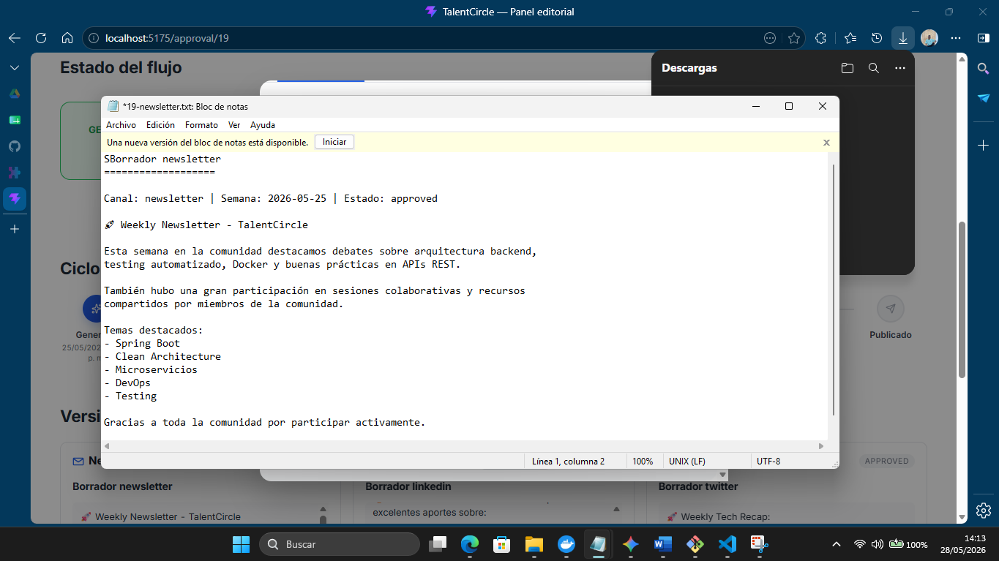 TalentCircle — Panel editorial
localhost:5175/approval/19
Estado del flujo
Descargas
*19-newsletter.txt: Bloc de notas
Archivo Edición Formato Ver Ayuda
Una nueva versión del bloc de notas está disponible. Iniciar
SBorrador newsletter
===================
Canal: newsletter | Semana: 2026-05-25 | Estado: approved
🚀 Weekly Newsletter - TalentCircle
Esta semana en la comunidad destacamos debates sobre arquitectura backend,
testing automatizado, Docker y buenas prácticas en APIs REST.
También hubo una gran participación en sesiones colaborativas y recursos
compartidos por miembros de la comunidad.
Temas destacados:
- Spring Boot
- Clean Architecture
- Microservicios
- DevOps
- Testing
Gracias a toda la comunidad por participar activamente.
Línea 1, columna 2 100% UNIX (LF) UTF-8
GE
Ciclo
Gener
25/05/202
p. n
Publicado
Versi
Ne
APPROVED
Borrador newsletter
Borrador linkedin
Borrador twitter
🚀 Weekly Newsletter - TalentCircle
excelentes aportes sobre:
🚀 Weekly Tech Recap:
Buscar
100%
14:13
28/05/2026